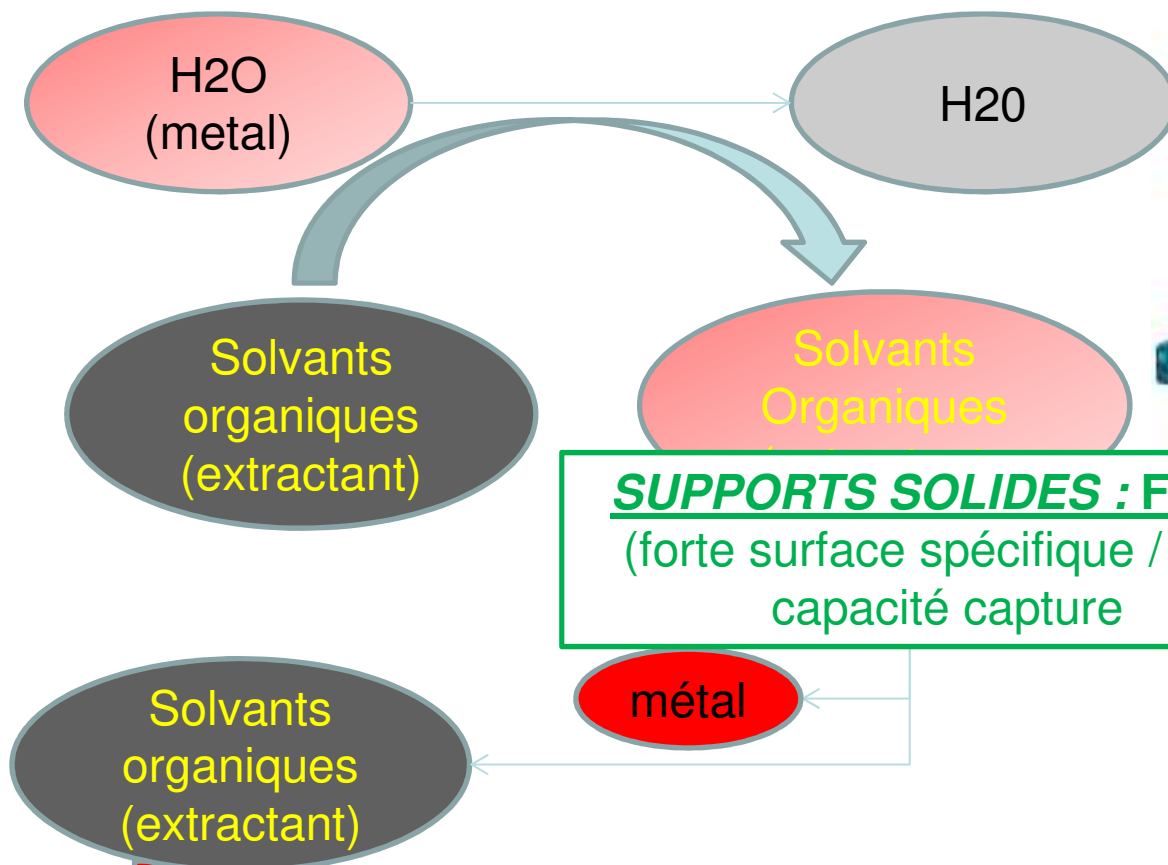 H2O
(metal)
H20
Solvants
organiques
(extractant)
Solvants
Organiques
SUPPORTS SOLIDES : F
(forte surface spécifique /
capacité capture
métal
Solvants
organiques
(extractant)